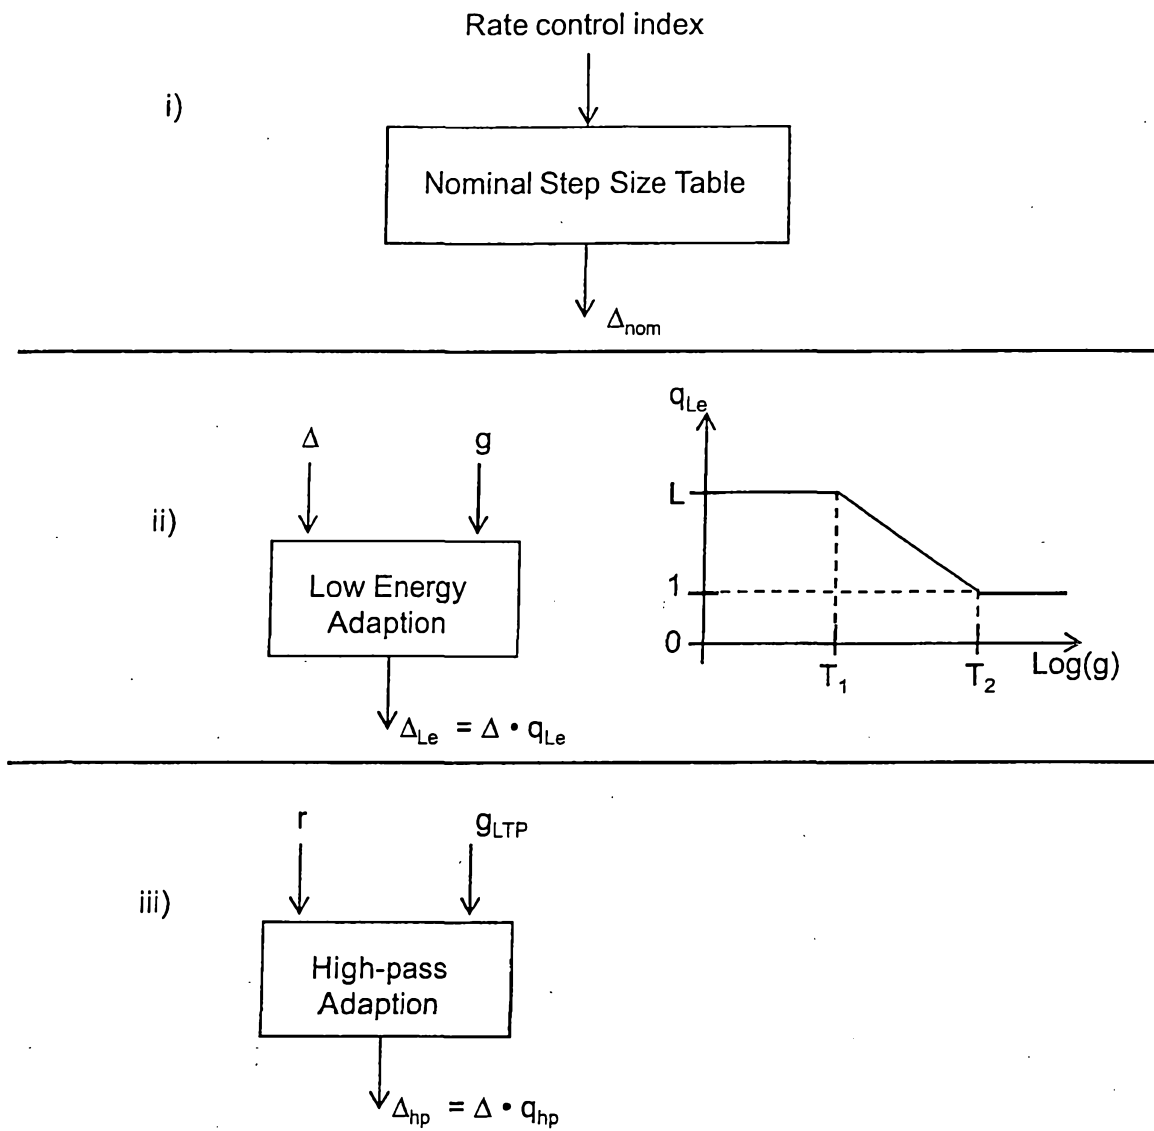 Rate control index
i)
Nominal Step Size Table
Δnom
ii)
Δ
g
Low Energy
Adaption
ΔLe = Δ • qLe
qLe
L
1
0
T1
T2
Log(g)
iii)
r
gLTP
High-pass
Adaption
Δhp = Δ • qhp